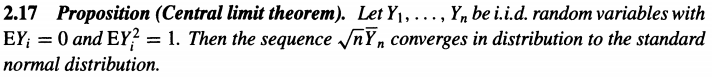 2.17 Proposition (Central limit theorem). Let Y₁, . . . , Yₙ be i.i.d. random variables with
EYᵢ = 0 and EYᵢ² = 1. Then the sequence √nȲₙ converges in distribution to the standard
normal distribution.